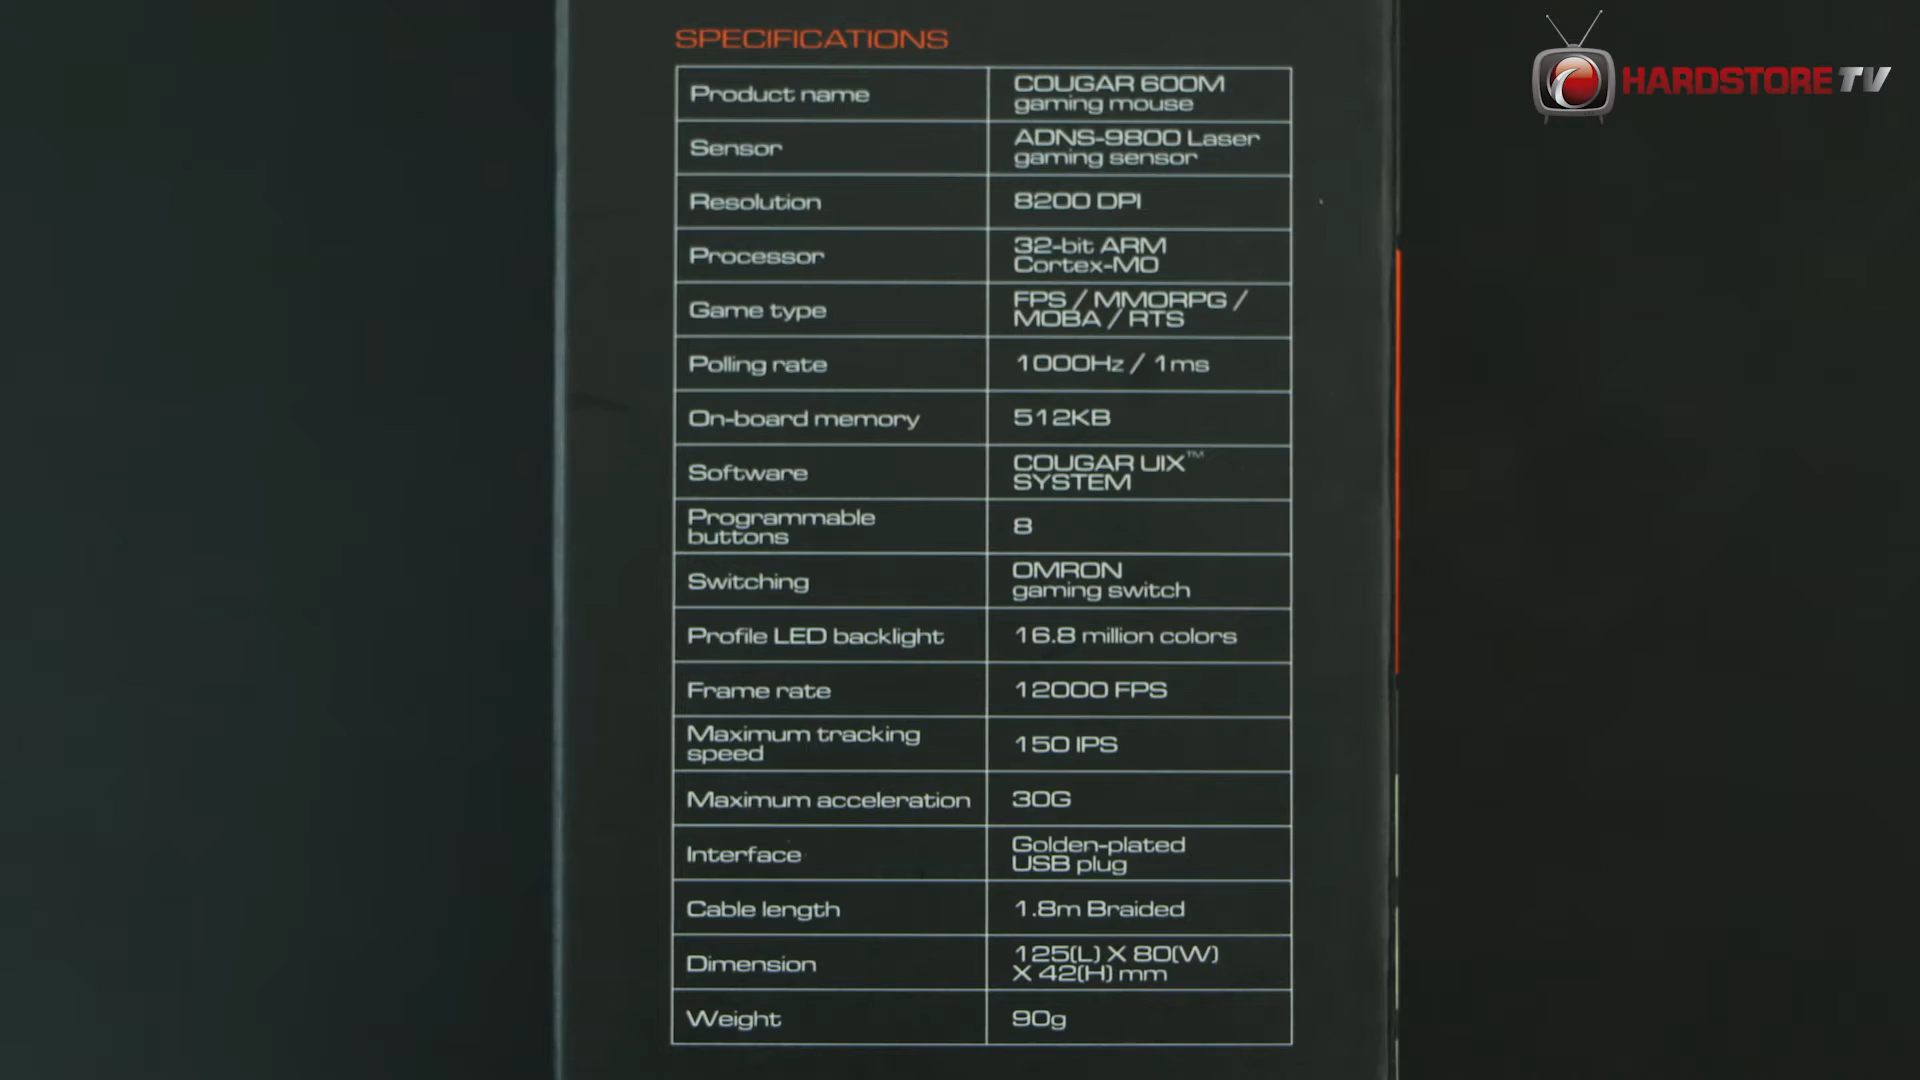 SPECIFICATIONS
HARDSTORE TV
Product name
COUGAR 600M
gaming mouse
Sensor
ADNS-9800 Laser
gaming sensor
Resolution
8200 DPI
Processor
32-bit ARM
Cortex-M0
Game type
FPS / MMORPG /
MOBA / RTS
Polling rate
1000Hz / 1ms
On-board memory
512KB
Software
COUGAR UIX™
SYSTEM
Programmable
buttons
8
Switching
OMRON
gaming switch
Profile LED backlight
16.8 million colors
Frame rate
12000 FPS
Maximum tracking
speed
150 IPS
Maximum acceleration
30G
Interface
Golden-plated
USB plug
Cable length
1.8m Braided
Dimension
125(L) X 80(W)
X 42(H) mm
Weight
90g